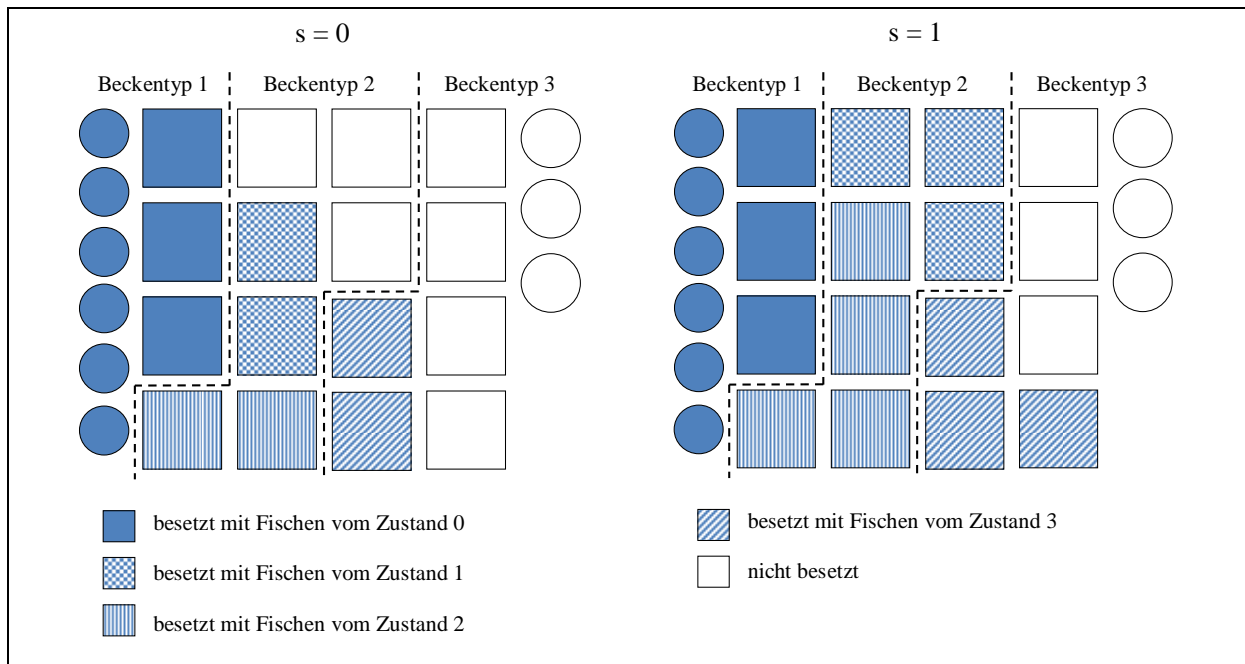 s = 0
s = 1
Beckentyp 1
Beckentyp 2
Beckentyp 3
Beckentyp 1
Beckentyp 2
Beckentyp 3
besetzt mit Fischen vom Zustand 0
besetzt mit Fischen vom Zustand 1
besetzt mit Fischen vom Zustand 2
besetzt mit Fischen vom Zustand 3
nicht besetzt